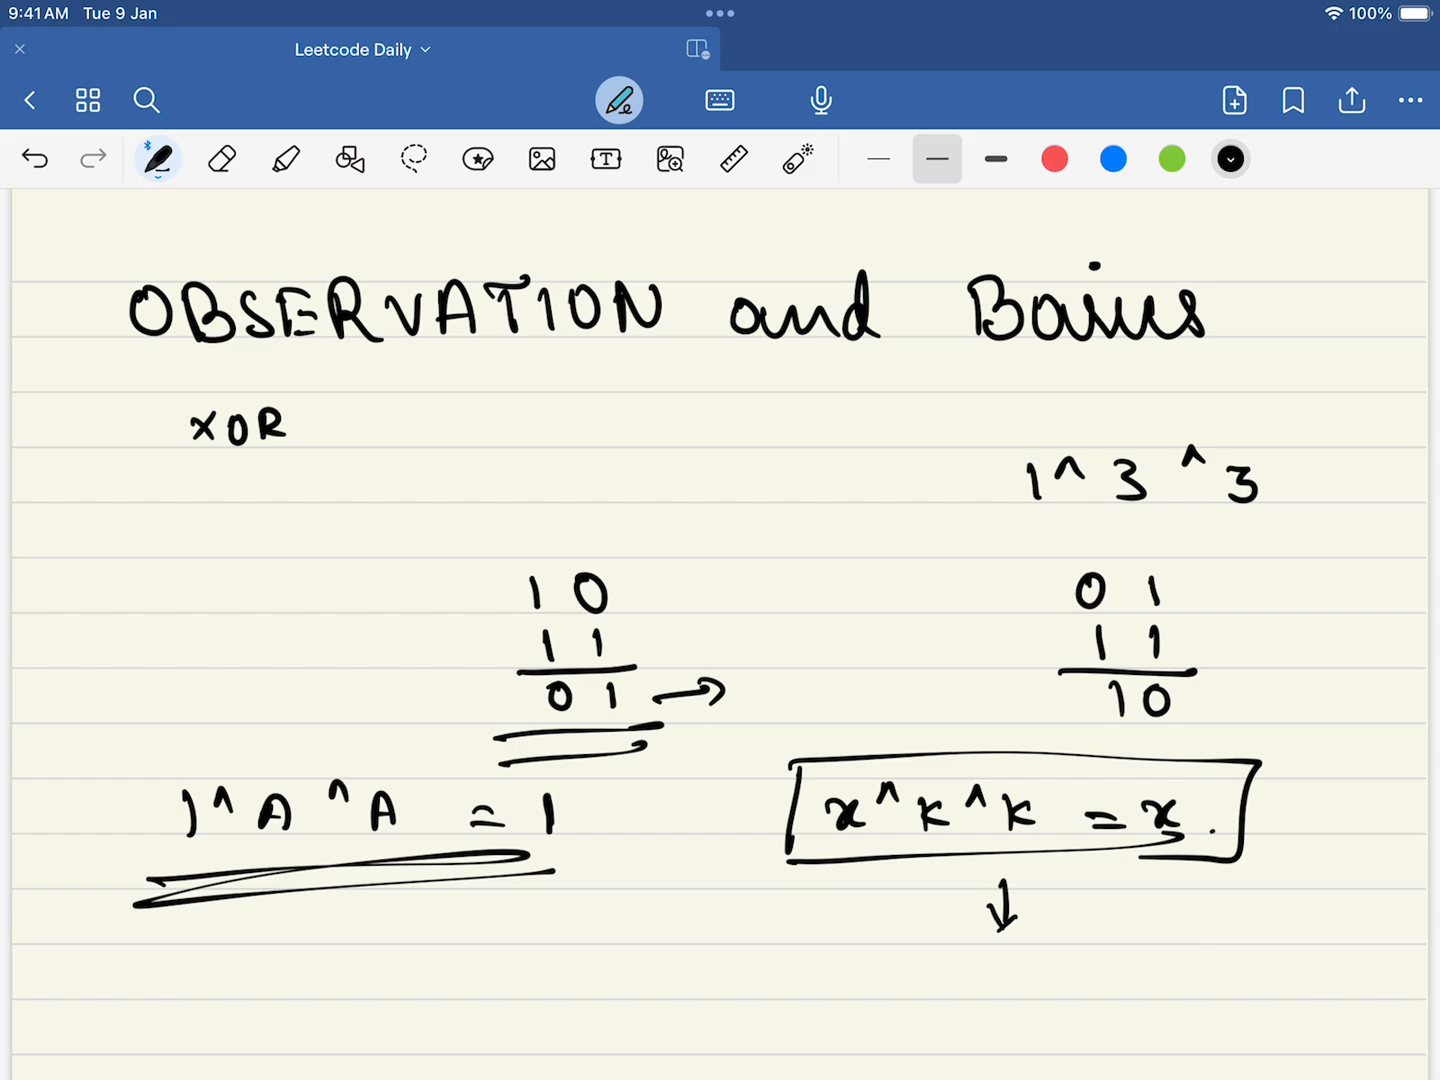 9:41 AM Tue 9 Jan
100%
Leetcode Daily
OBSERVATION and Basics
XOR
1 ^ 3 ^ 3
1 0
1 1
0 1 →
0 1
1 1
1 0
1 ^ A ^ A = 1
x ^ k ^ k = x .
↓